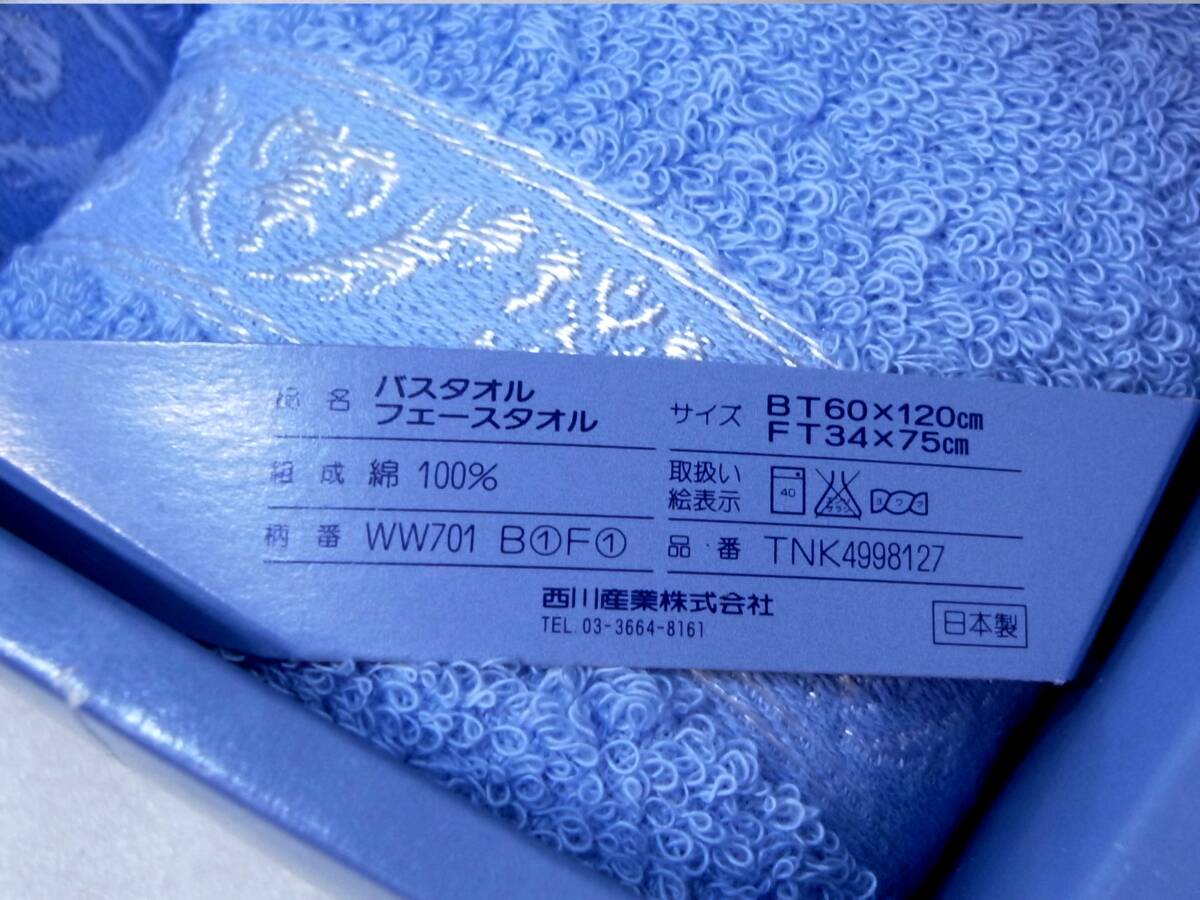 品名 バスタオル
フェースタオル
サイズ BT60×120cm
FT34×75cm
組成 綿 100%
取扱い
絵表示
40
柄番 WW701 B①F①
品・番 TNK4998127
西川産業株式会社
TEL. 03-3664-8161
日本製